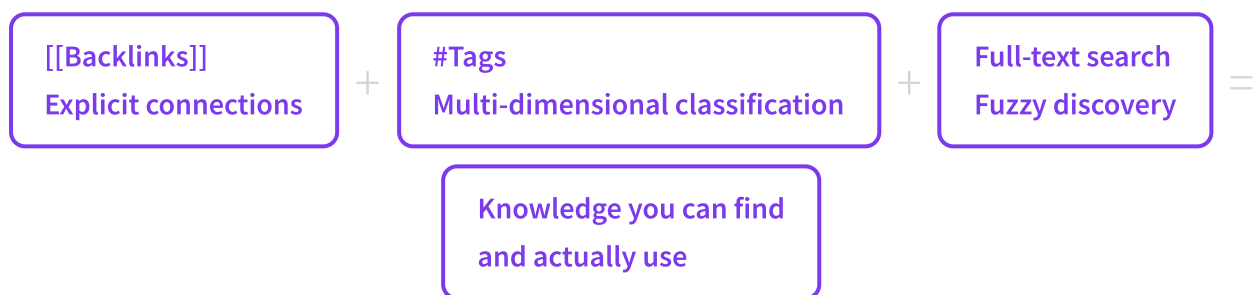 [[Backlinks]]
Explicit connections
+
#Tags
Multi-dimensional classification
+
Full-text search
Fuzzy discovery
=
Knowledge you can find
and actually use